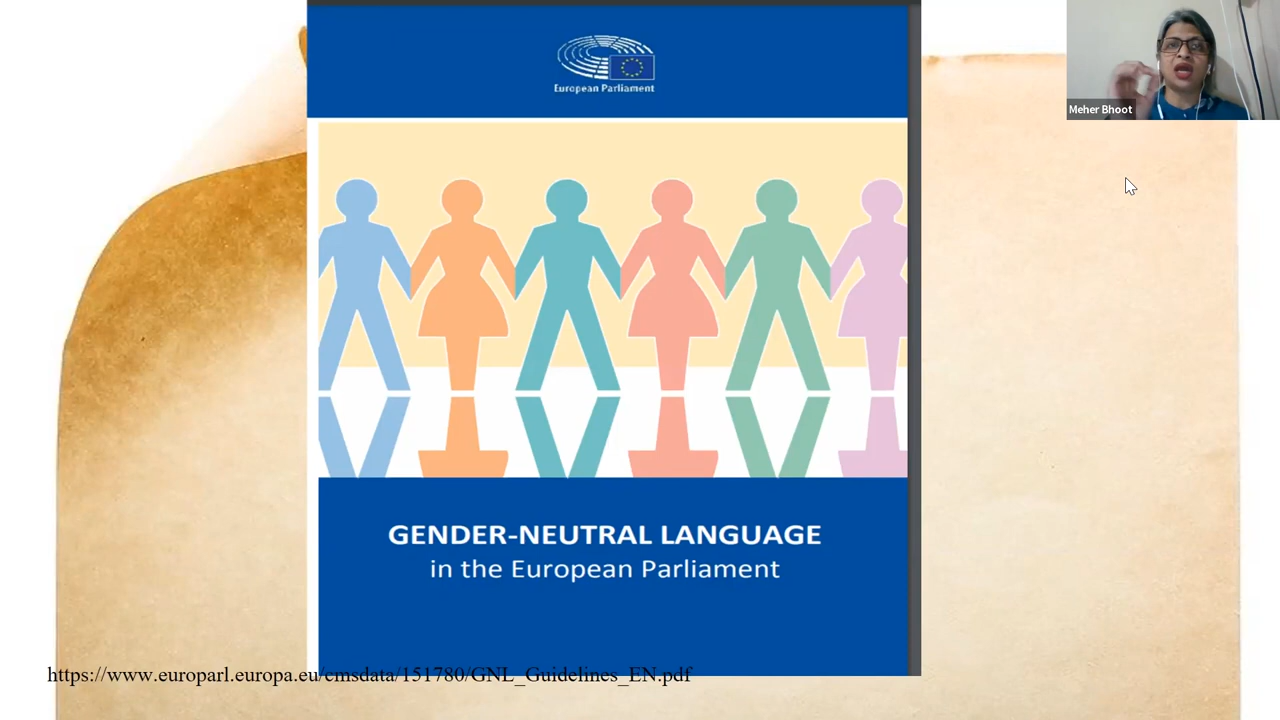 European Parliament
Meher Bhoot
GENDER-NEUTRAL LANGUAGE
in the European Parliament
https://www.europarl.europa.eu/cmsdata/151780/GNL_Guidelines_EN.pdf